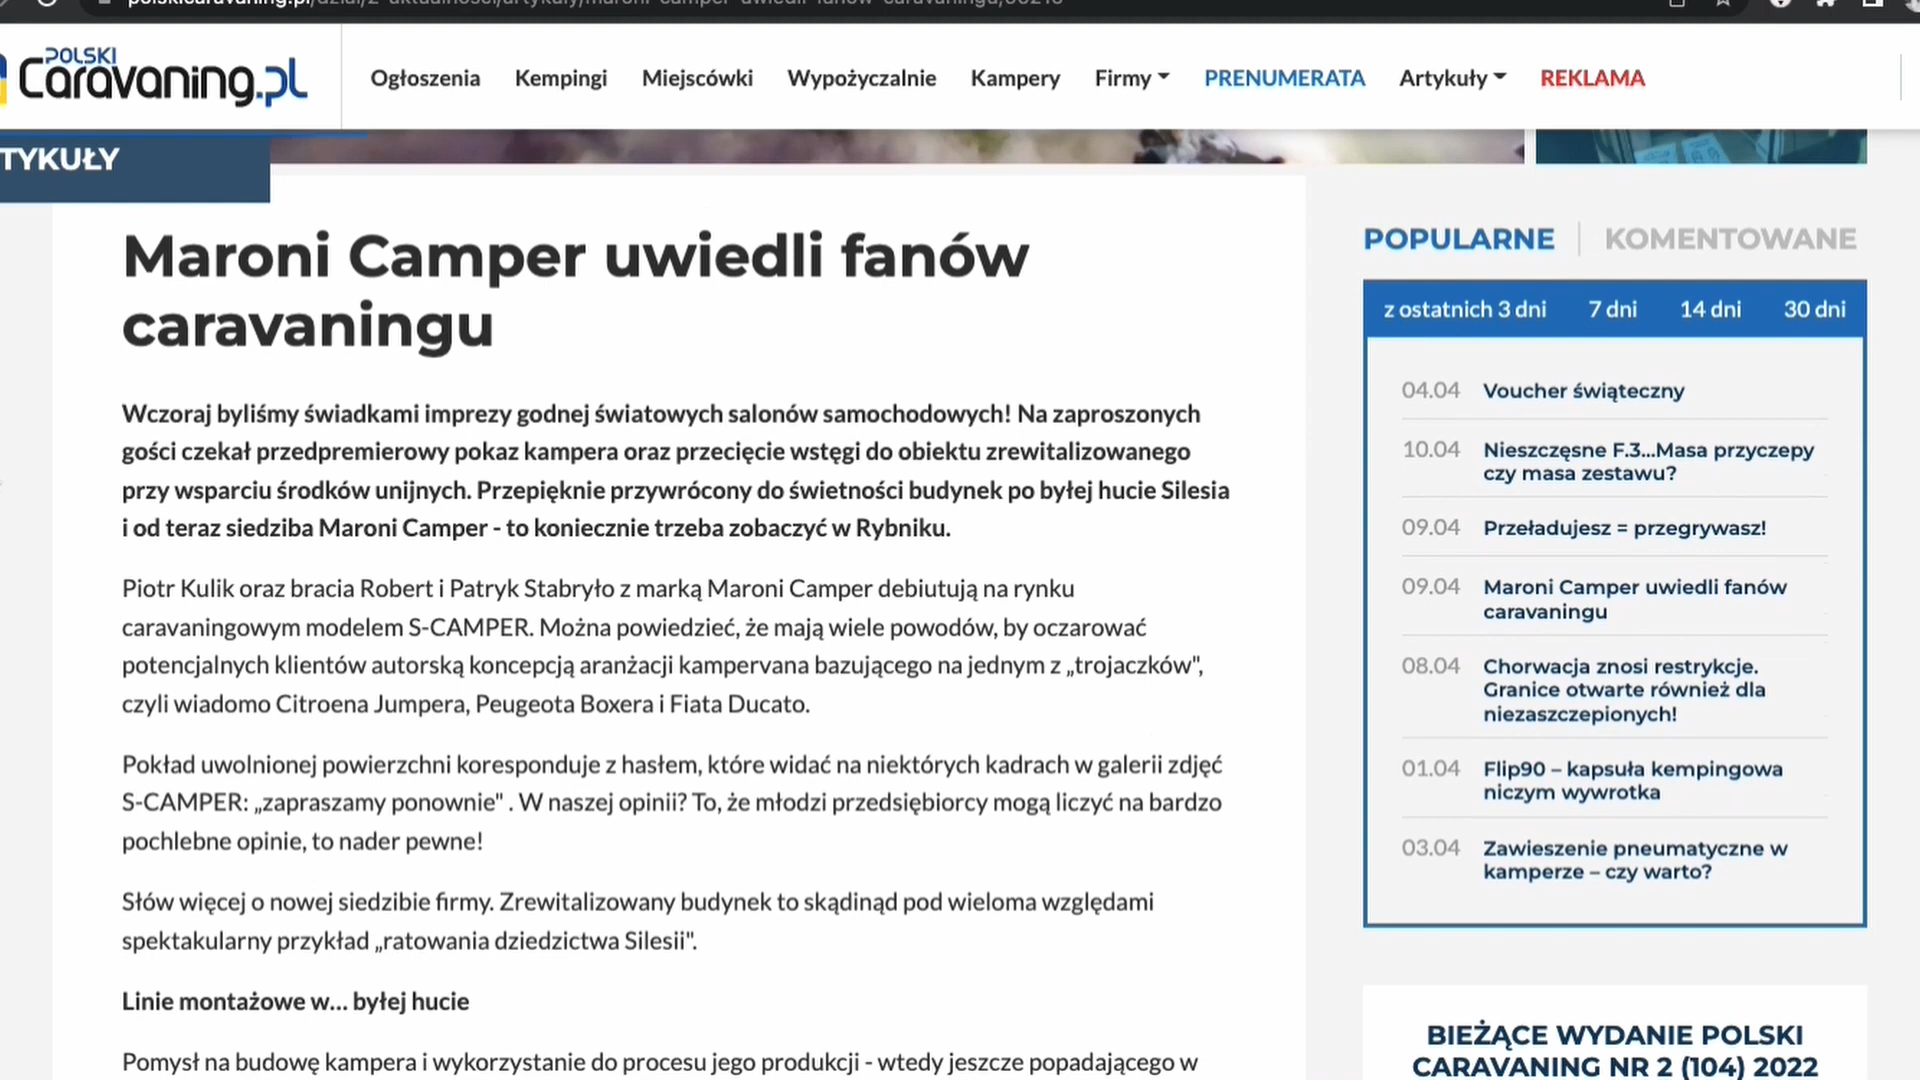 POLSKI
Caravaning.pl
Ogłoszenia
Kempingi
Miejscówki
Wypożyczalnie
Kampery
Firmy
PRENUMERATA
Artykuły
REKLAMA
TYKUŁY
Maroni Camper uwiedli fanów
caravaningu
Wczoraj byliśmy świadkami imprezy godnej światowych salonów samochodowych! Na zaproszonych
gości czekał przedpremierowy pokaz kampera oraz przecięcie wstęgi do obiektu zrewitalizowanego
przy wsparciu środków unijnych. Przepięknie przywrócony do świetności budynek po byłej hucie Silesia
i od teraz siedziba Maroni Camper - to koniecznie trzeba zobaczyć w Rybniku.
Piotr Kulik oraz bracia Robert i Patryk Stabryło z marką Maroni Camper debiutują na rynku
caravaningowym modelem S-CAMPER. Można powiedzieć, że mają wiele powodów, by oczarować
potencjalnych klientów autorską koncepcją aranżacji kampervana bazującego na jednym z „trojaczków",
czyli wiadomo Citroena Jumpera, Peugeota Boxera i Fiata Ducato.
Pokład uwolnionej powierzchni koresponduje z hasłem, które widać na niektórych kadrach w galerii zdjęć
S-CAMPER: „zapraszamy ponownie" . W naszej opinii? To, że młodzi przedsiębiorcy mogą liczyć na bardzo
pochlebne opinie, to nader pewne!
Słów więcej o nowej siedzibie firmy. Zrewitalizowany budynek to skądinąd pod wieloma względami
spektakularny przykład „ratowania dziedzictwa Silesii".
Linie montażowe w... byłej hucie
Pomysł na budowę kampera i wykorzystanie do procesu jego produkcji - wtedy jeszcze popadającego w
POPULARNE
KOMENTOWANE
z ostatnich 3 dni
7 dni
14 dni
30 dni
04.04 Voucher świąteczny
10.04 Nieszczęsne F.3...Masa przyczepy
czy masa zestawu?
09.04 Przeładujesz = przegrywasz!
09.04 Maroni Camper uwiedli fanów
caravaningu
08.04 Chorwacja znosi restrykcje.
Granice otwarte również dla
niezaszczepionych!
01.04 Flip90 – kapsuła kempingowa
niczym wywrotka
03.04 Zawieszenie pneumatyczne w
kamperze – czy warto?
BIEŻĄCE WYDANIE POLSKI
CARAVANING NR 2 (104) 2022